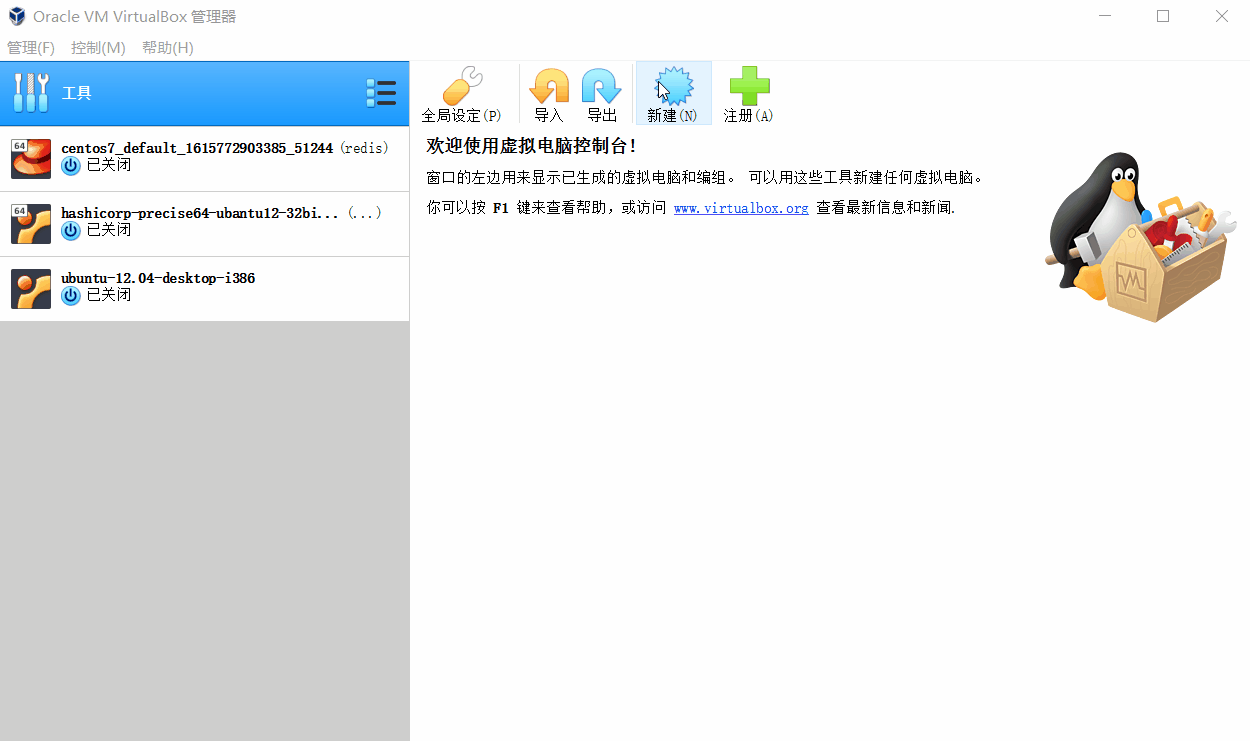 Oracle VM VirtualBox 管理器
管理(F) 控制(M) 帮助(H)
工具
全局设定(P) 导入 导出 新建(N) 注册(A)
64 centos7_default_1615772903385_51244 (redis)
已关闭
64 hashicorp-precise64-ubuntu12-32bi... (...)
已关闭
ubuntu-12.04-desktop-i386
已关闭
欢迎使用虚拟电脑控制台!
窗口的左边用来显示已生成的虚拟电脑和编组。 可以用这些工具新建任何虚拟电脑。
你可以按 F1 键来查看帮助，或访问 www.virtualbox.org 查看最新信息和新闻.